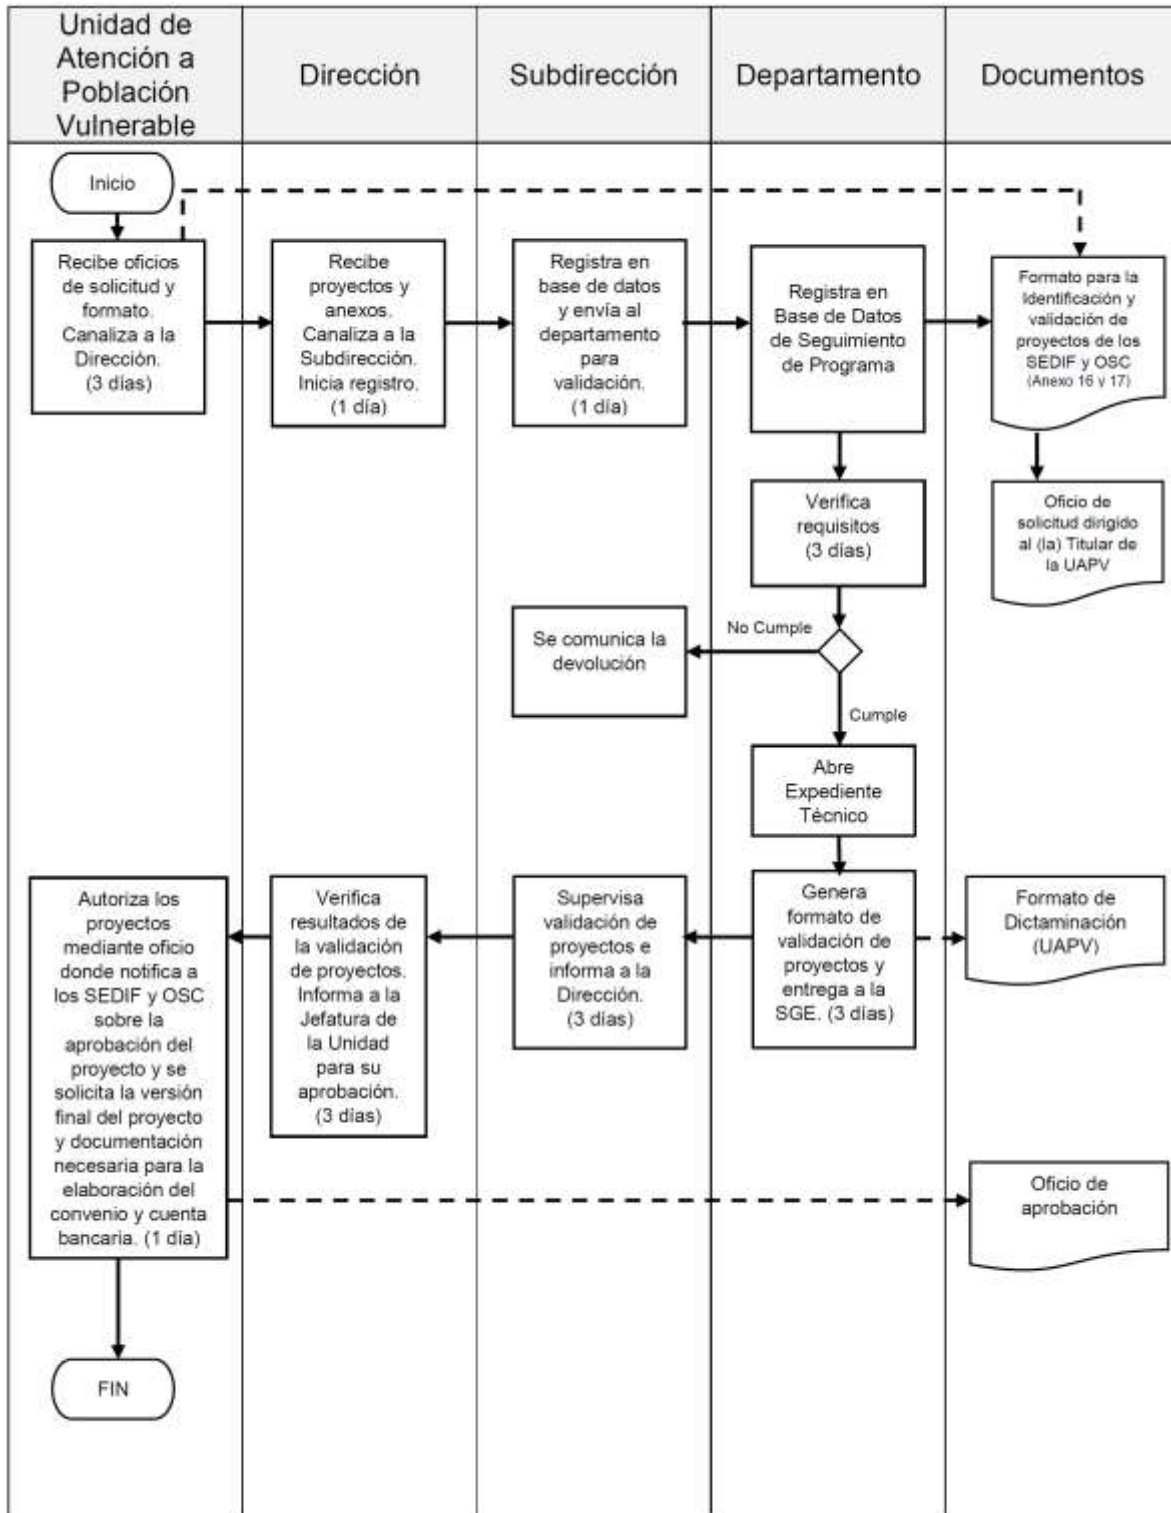 Unidad de
Atención a
Población
Vulnerable
Dirección
Subdirección
Departamento
Documentos
Inicio
Recibe oficios
de solicitud y
formato.
Canaliza a la
Dirección.
(3 días)
Recibe
proyectos y
anexos.
Canaliza a la
Subdirección.
Inicia registro.
(1 día)
Registra en
base de datos
y envía al
departamento
para
validación.
(1 día)
Registra en
Base de Datos
de Seguimiento
de Programa
Formato para la
Identificación y
validación de
proyectos de los
SEDIF y OSC
(Anexo 16 y 17)
Verifica
requisitos
(3 días)
Oficio de
solicitud dirigido
al (la) Titular de
la UAPV
No Cumple
Se comunica la
devolución
Cumple
Abre
Expediente
Técnico
Autoriza los
proyectos
mediante oficio
donde notifica a
los SEDIF y OSC
sobre la
aprobación del
proyecto y se
solicita la versión
final del proyecto
y documentación
necesaria para la
elaboración del
convenio y cuenta
bancaria. (1 día)
Verifica
resultados de
la validación
de proyectos.
Informa a la
Jefatura de
la Unidad
para su
aprobación.
(3 días)
Supervisa
validación de
proyectos e
informa a la
Dirección.
(3 días)
Genera
formato de
validación de
proyectos y
entrega a la
SGE. (3 días)
Formato de
Dictaminación
(UAPV)
Oficio de
aprobación
FIN